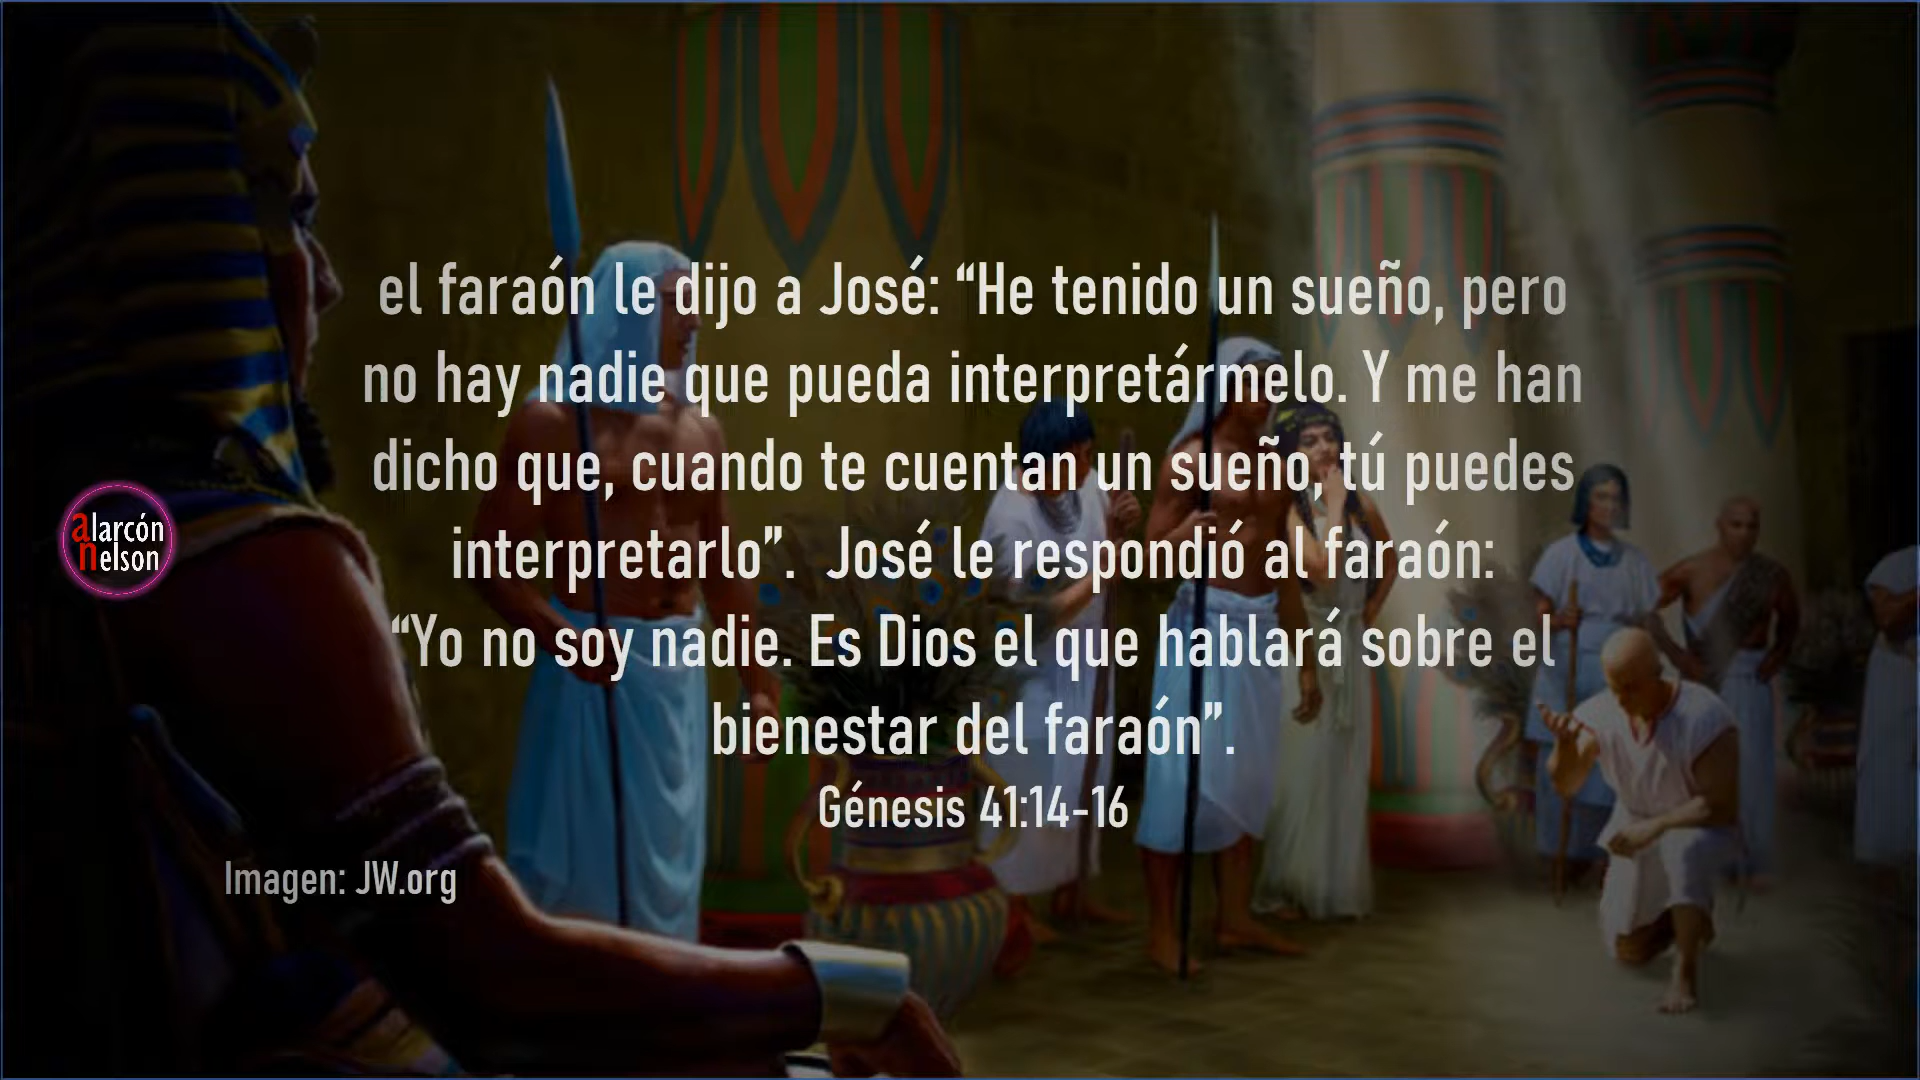 el faraón le dijo a José: “He tenido un sueño, pero
no hay nadie que pueda interpretármelo. Y me han
dicho que, cuando te cuentan un sueño, tú puedes
interpretarlo”.  José le respondió al faraón:
“Yo no soy nadie. Es Dios el que hablará sobre el
bienestar del faraón”.
Génesis 41:14-16
alarcón
nelson
Imagen: JW.org